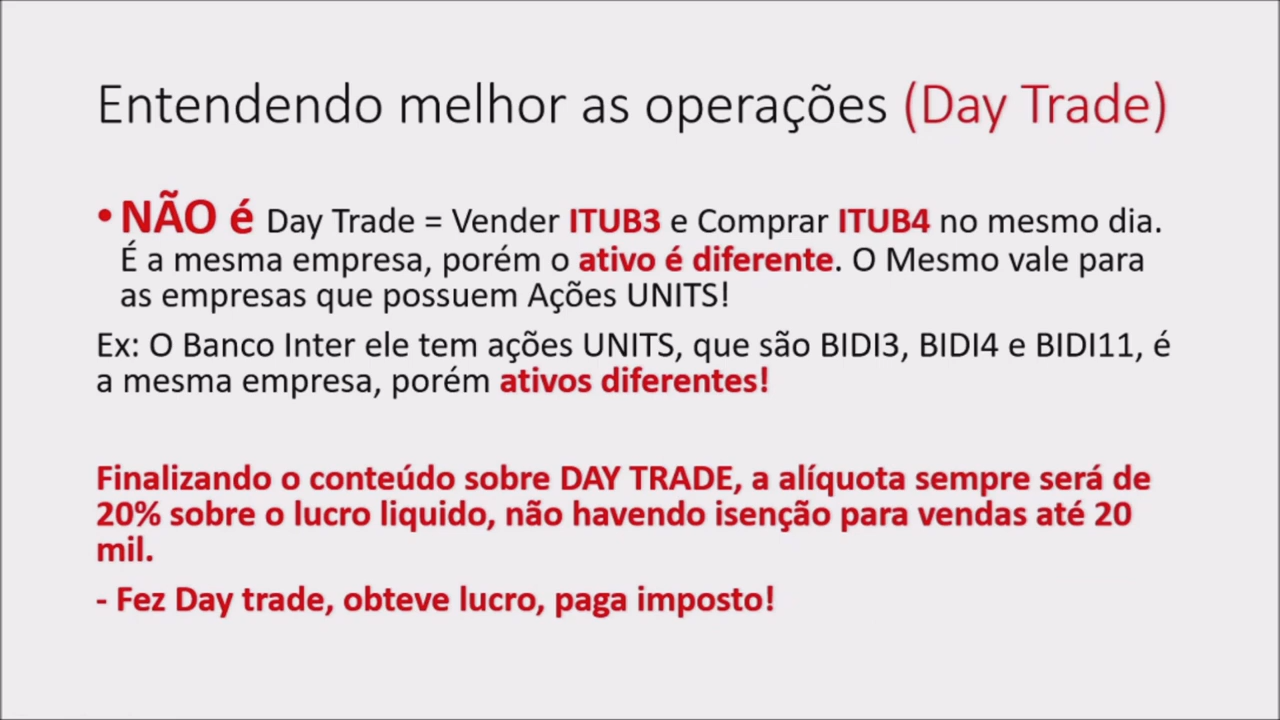 Entendendo melhor as operações (Day Trade)
• NÃO é Day Trade = Vender ITUB3 e Comprar ITUB4 no mesmo dia.
É a mesma empresa, porém o ativo é diferente. O Mesmo vale para
as empresas que possuem Ações UNITS!
Ex: O Banco Inter ele tem ações UNITS, que são BIDI3, BIDI4 e BIDI11, é
a mesma empresa, porém ativos diferentes!
Finalizando o conteúdo sobre DAY TRADE, a alíquota sempre será de
20% sobre o lucro liquido, não havendo isenção para vendas até 20
mil.
- Fez Day trade, obteve lucro, paga imposto!